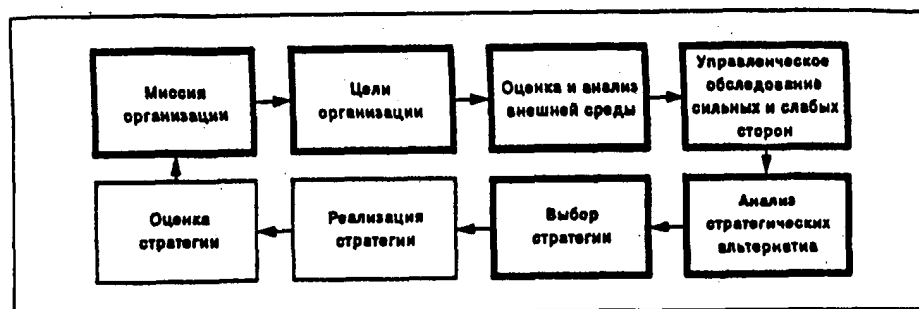 Миссия
организации
Цели
организации
Оценка и анализ
внешней среды
Управленческое
обследование
сильных и слабых
сторон
Анализ
стратегических
альтернатив
Выбор
стратегии
Реализация
стратегии
Оценка
стратегии